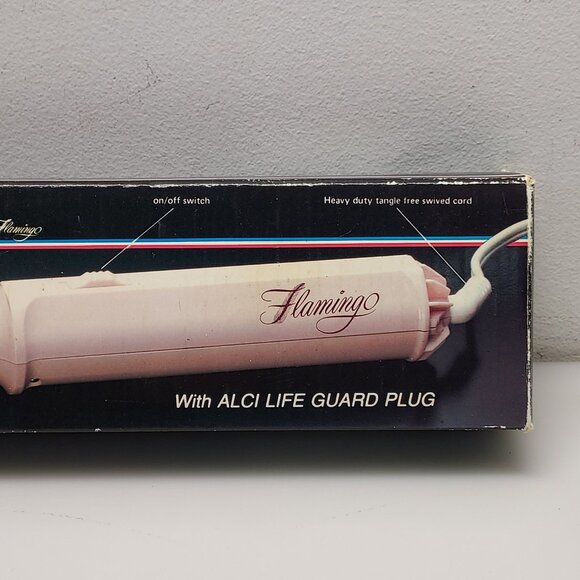 on/off switch
Heavy duty tangle free swived cord
Flamingo
Flamingo
With ALCI LIFE GUARD PLUG